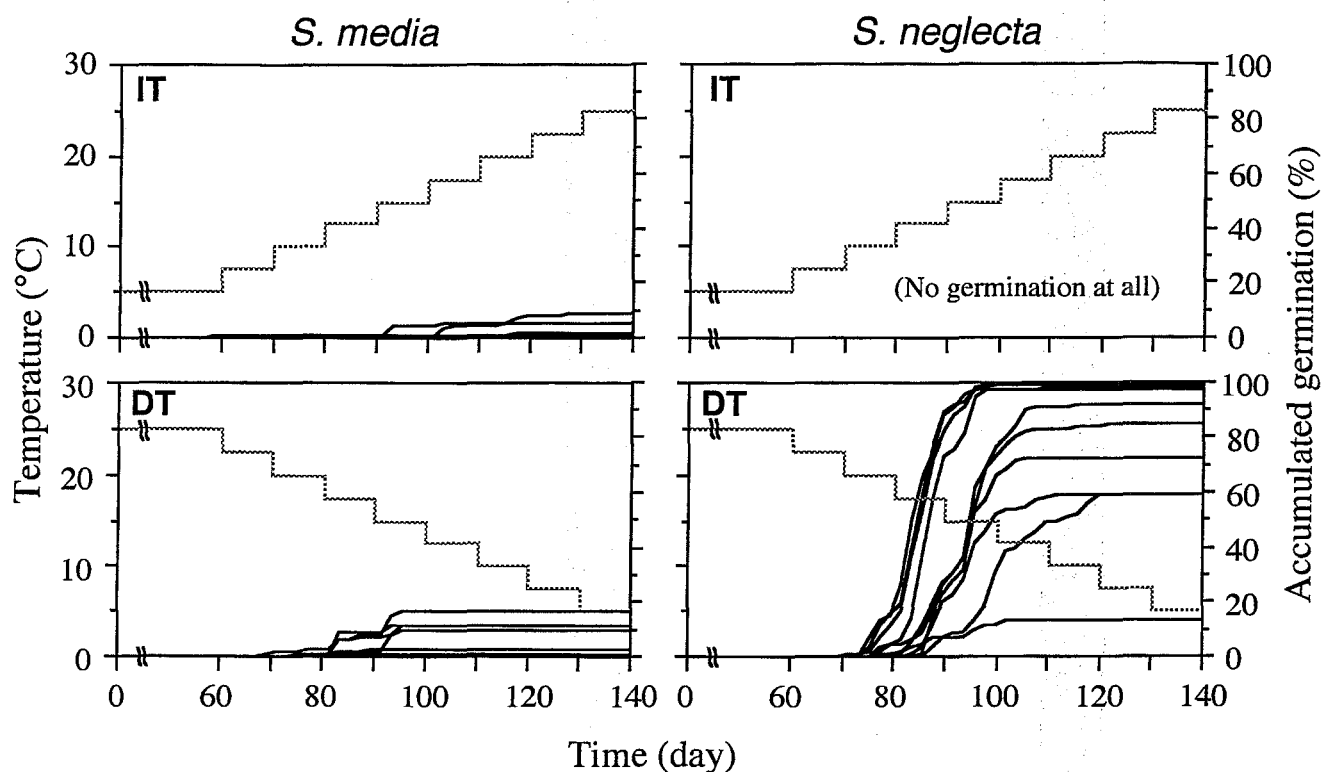 S. media
S. neglecta
IT
30
20
10
0
IT
100
80
60
40
20
0
(No germination at all)
DT
30
20
10
0
DT
100
80
60
40
20
0
0 60 80 100 120 140
0 60 80 100 120 140
Temperature (°C)
Accumulated germination (%)
Time (day)